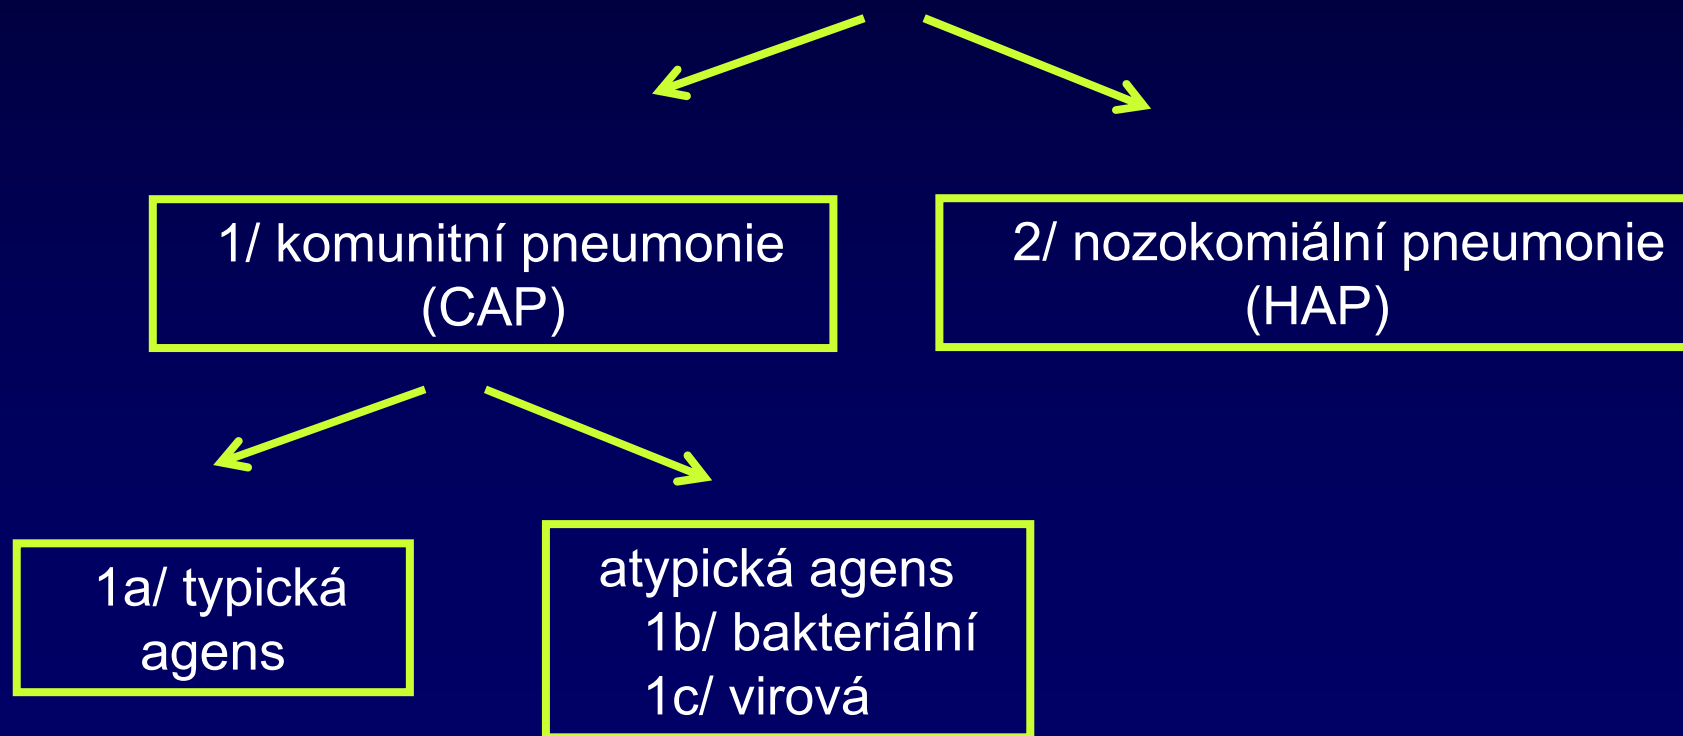 1/ komunitní pneumonie
(CAP)
2/ nozokomiální pneumonie
(HAP)
1a/ typická
agens
atypická agens
1b/ bakteriální
1c/ virová